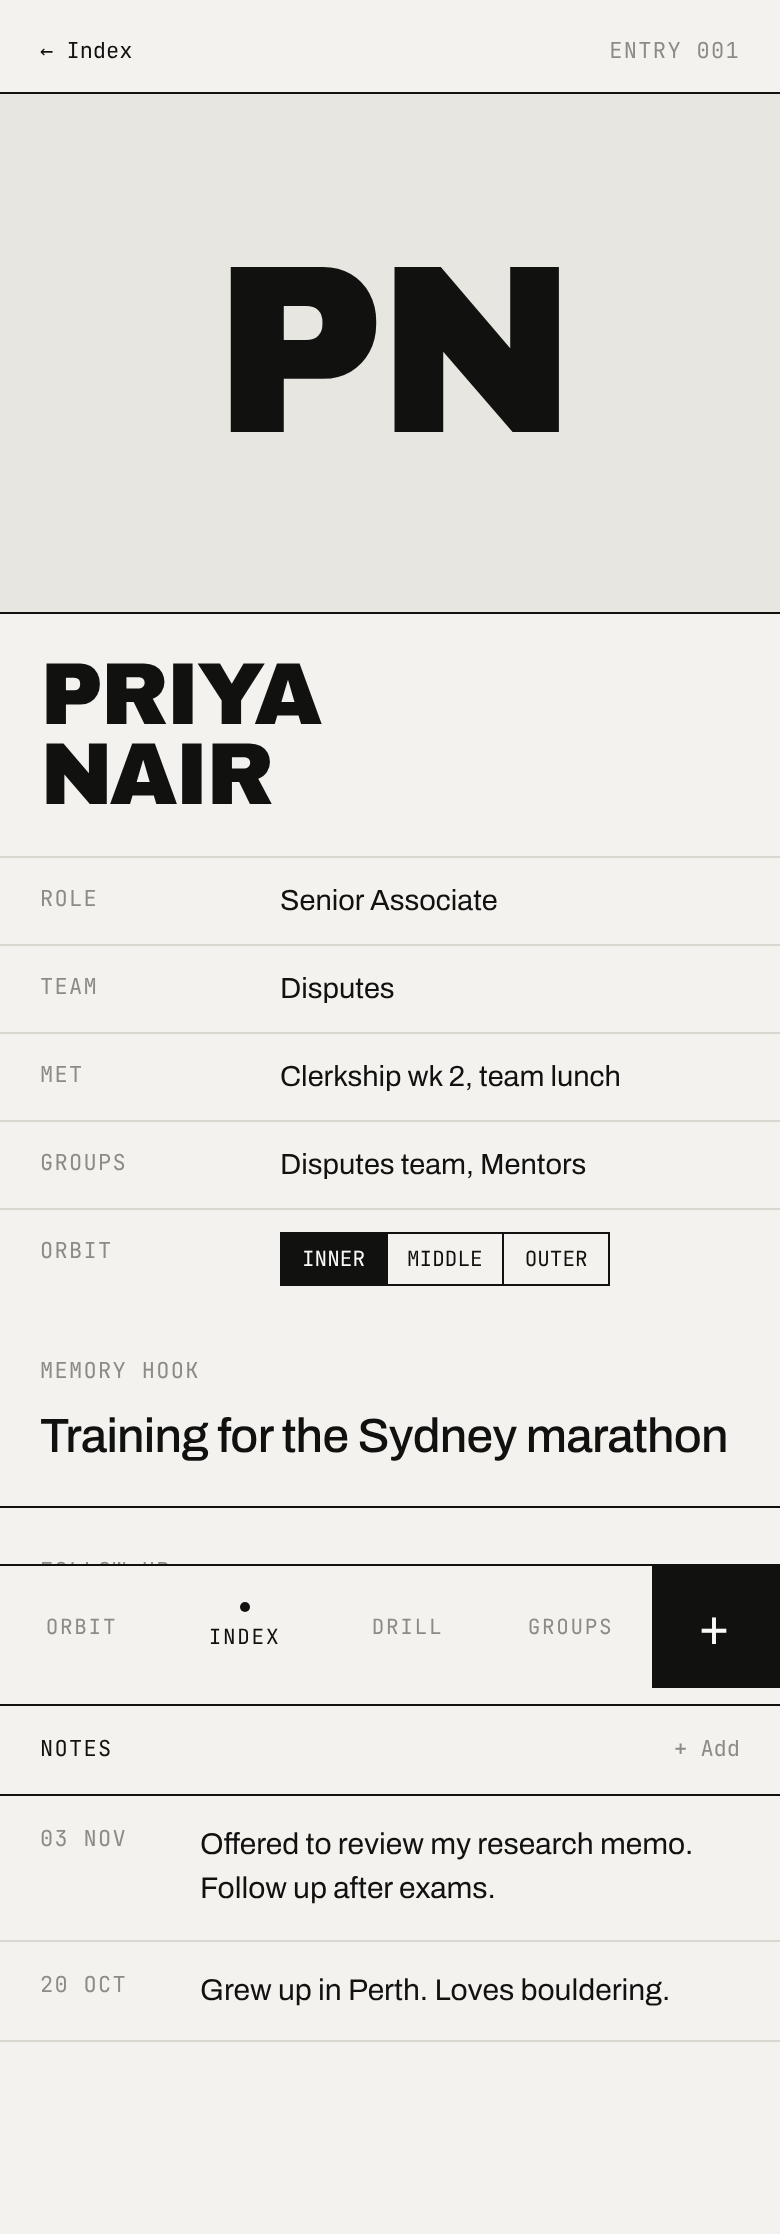 ← Index
ENTRY 001
PN
PRIYA
NAIR
ROLE
Senior Associate
TEAM
Disputes
MET
Clerkship wk 2, team lunch
GROUPS
Disputes team, Mentors
ORBIT
INNER
MIDDLE
OUTER
MEMORY HOOK
Training for the Sydney marathon
ORBIT
INDEX
DRILL
GROUPS
+
NOTES
+ Add
03 NOV
Offered to review my research memo.
Follow up after exams.
20 OCT
Grew up in Perth. Loves bouldering.